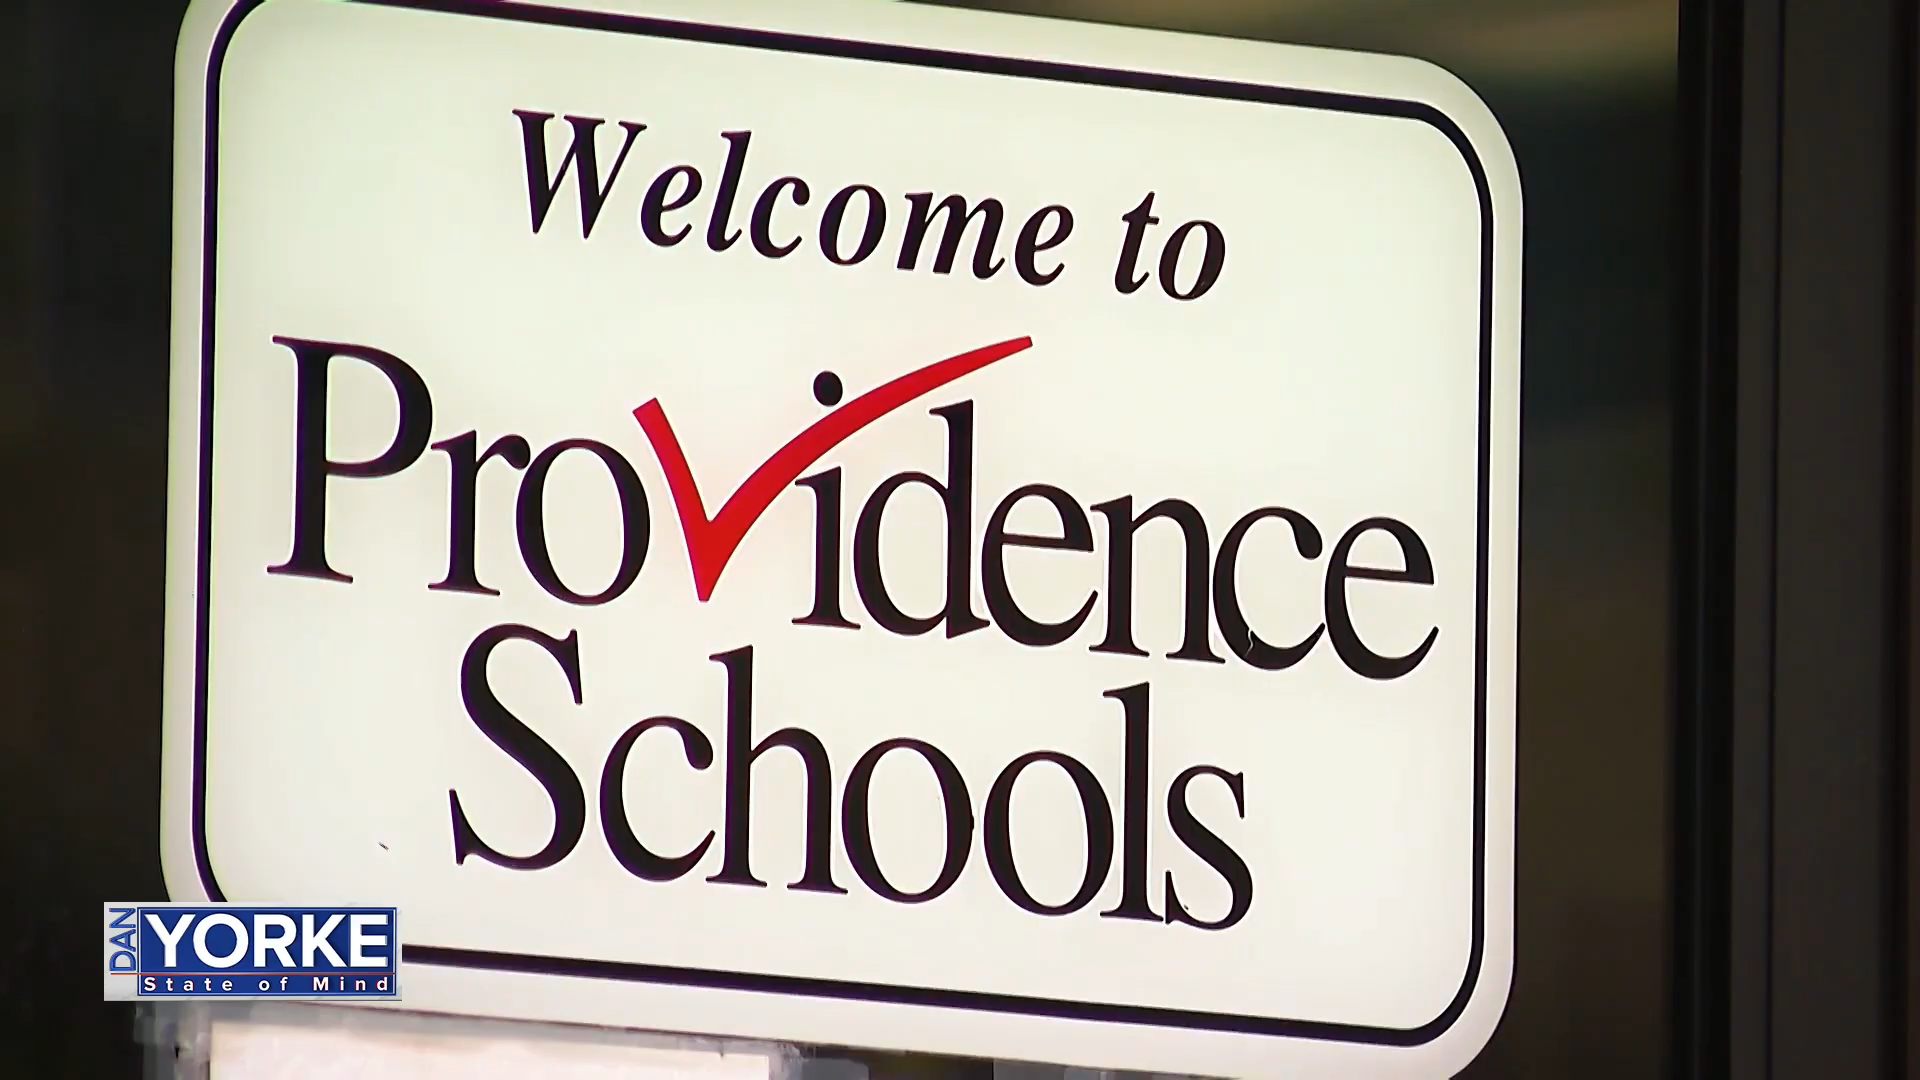 Welcome to
Providence
Schools
DAN
YORKE
State of Mind